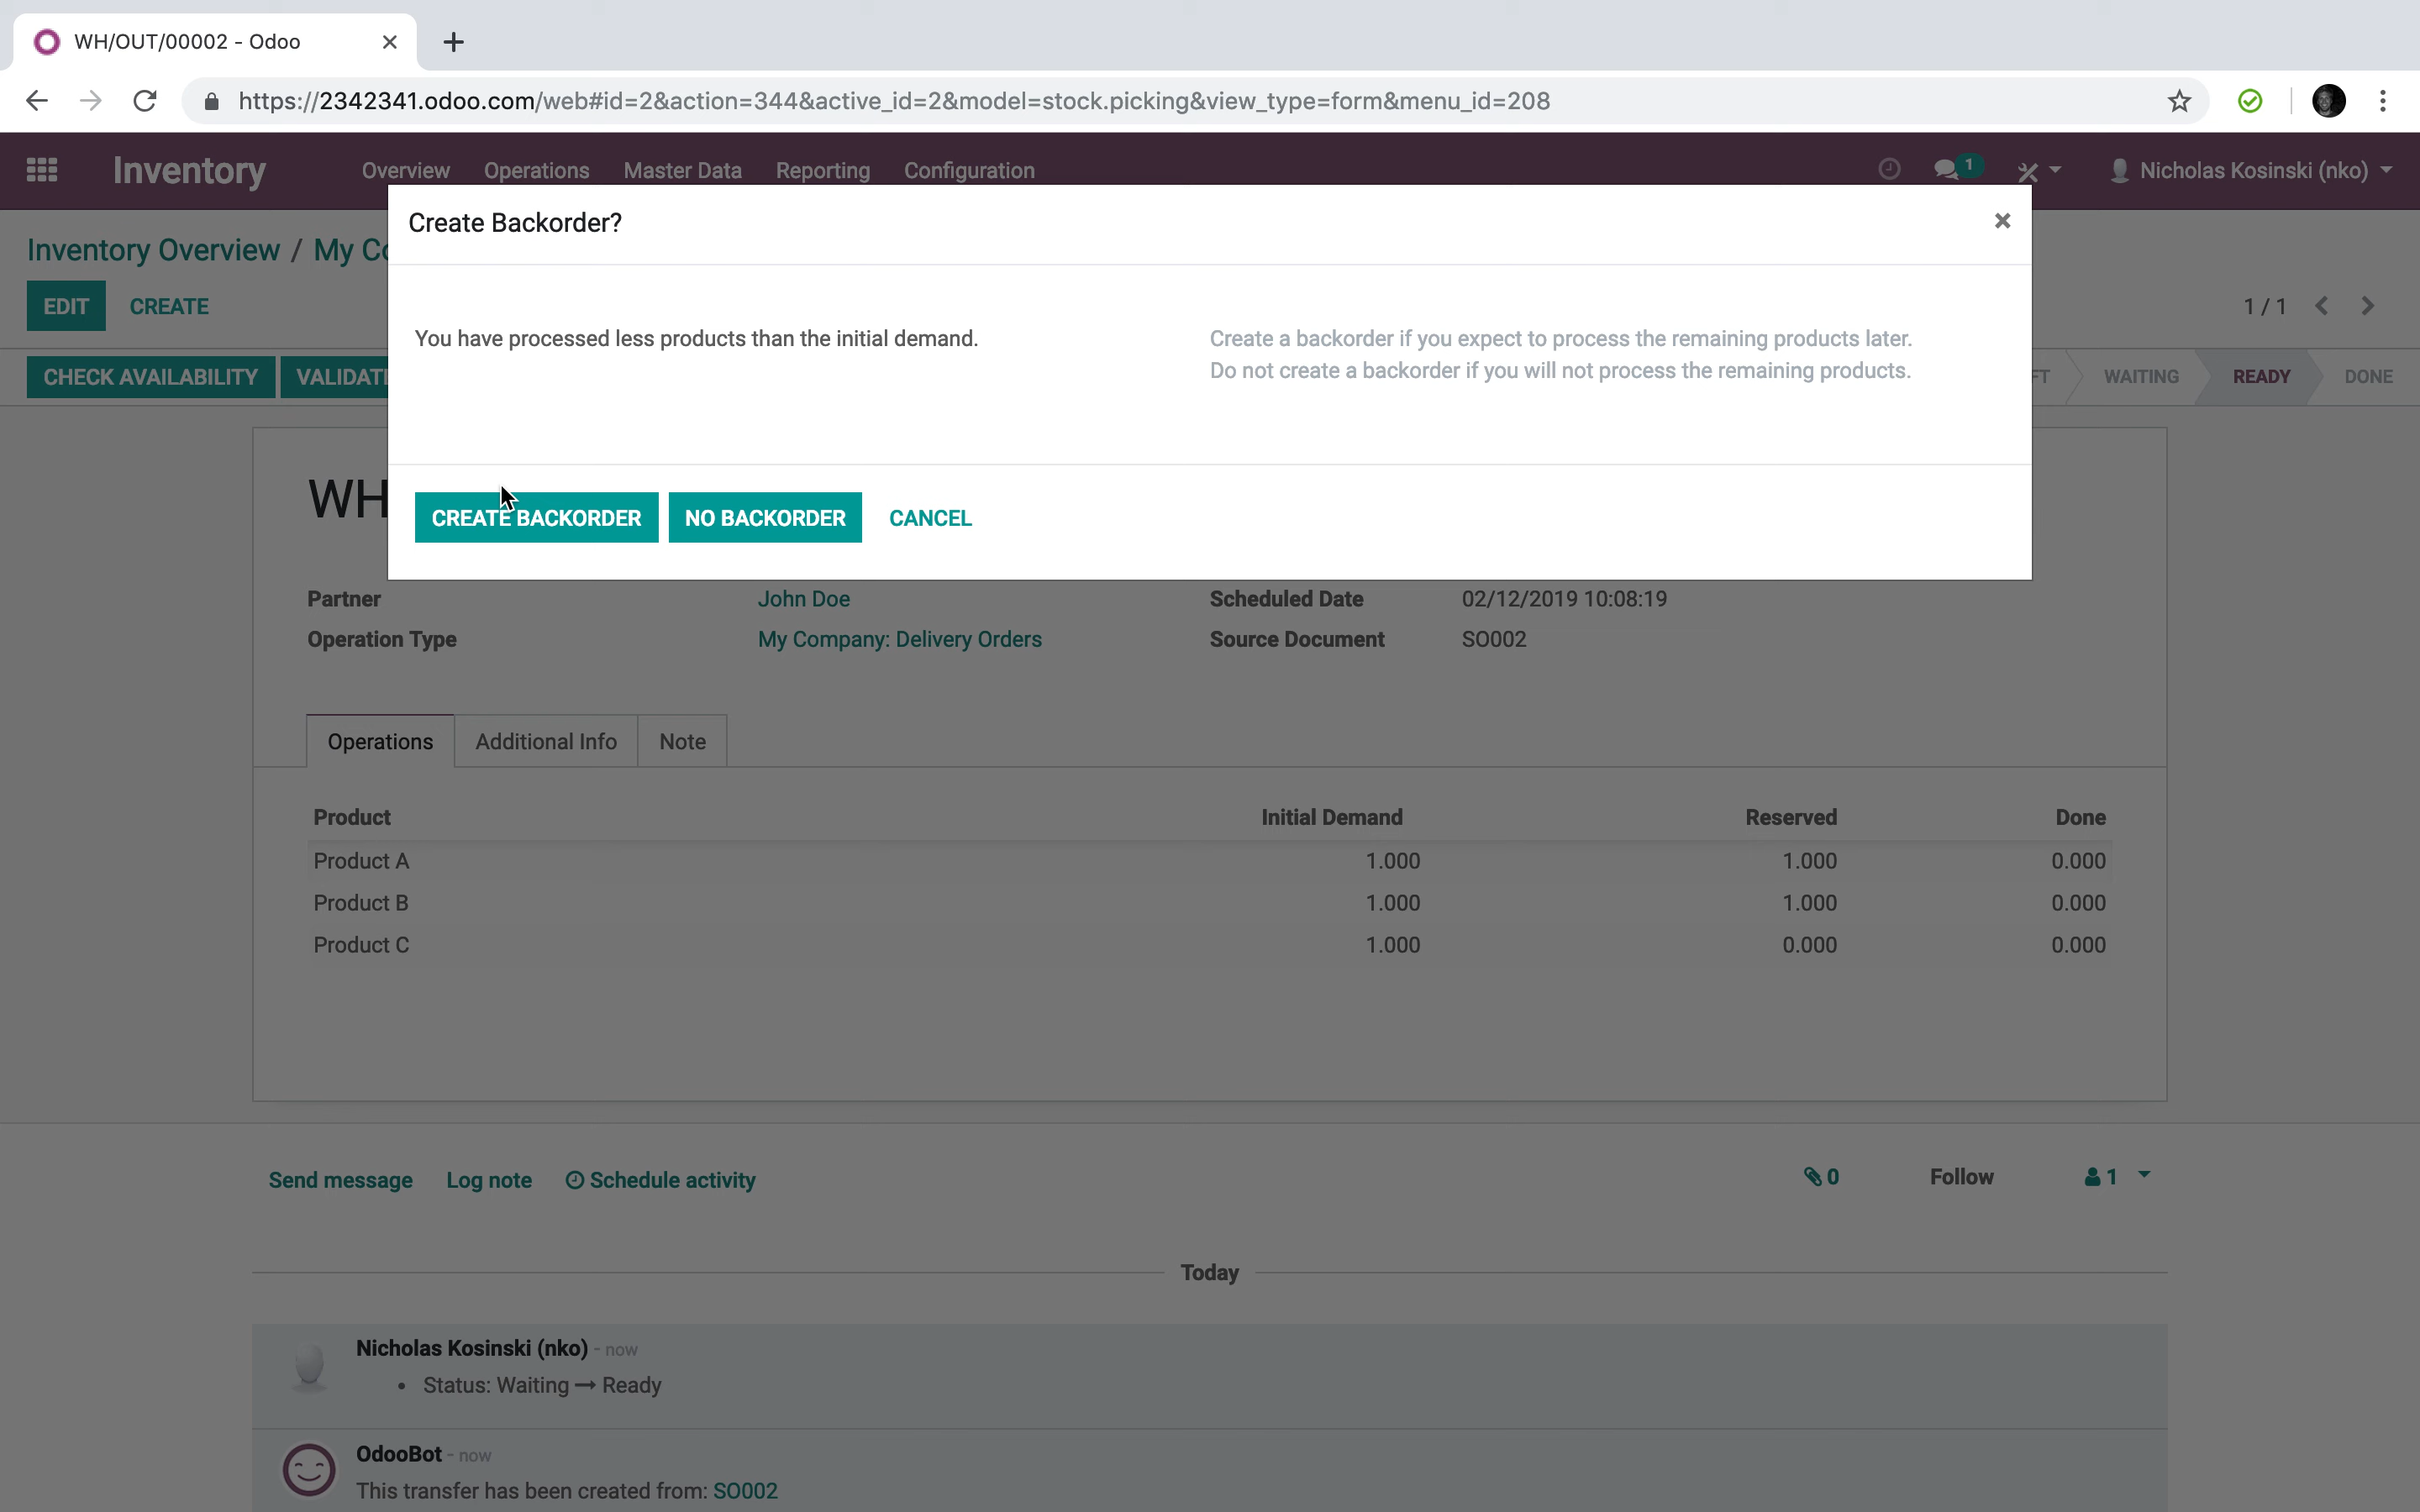 WH/OUT/00002 - Odoo
https://2342341.odoo.com/web#id=2&action=344&active_id=2&model=stock.picking&view_type=form&menu_id=208
Inventory Overview Operations Master Data Reporting Configuration 1 Nicholas Kosinski (nko)
Create Backorder?
Inventory Overview / My Co
EDIT CREATE 1 / 1
You have processed less products than the initial demand.
Create a backorder if you expect to process the remaining products later.
Do not create a backorder if you will not process the remaining products.
CHECK AVAILABILITY VALIDATI FT WAITING READY DONE
WH
CREATE BACKORDER NO BACKORDER CANCEL
Partner John Doe Scheduled Date 02/12/2019 10:08:19
Operation Type My Company: Delivery Orders Source Document SO002
Operations Additional Info Note
Product Initial Demand Reserved Done
Product A 1.000 1.000 0.000
Product B 1.000 1.000 0.000
Product C 1.000 0.000 0.000
Send message Log note Schedule activity 0 Follow 1
Today
Nicholas Kosinski (nko) - now
• Status: Waiting → Ready
OdooBot - now
This transfer has been created from: SO002